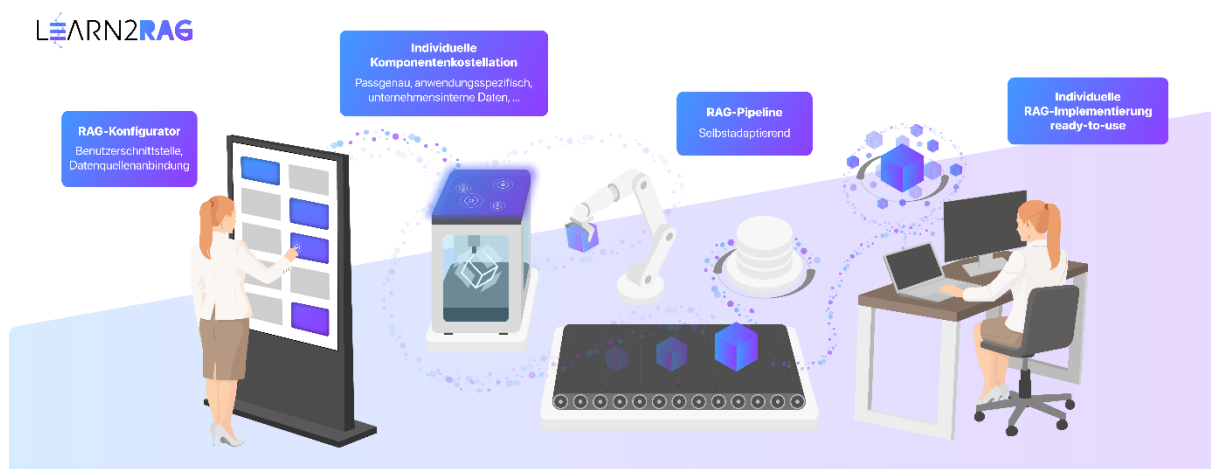 LEARN2RAG
RAG-Konfigurator
Benutzerschnittstelle,
Datenquellenanbindung
Individuelle
Komponentenkostellation
Passgenau, anwendungsspezifisch,
unternehmensinterne Daten, ...
RAG-Pipeline
Selbstadaptierend
Individuelle
RAG-Implementierung
ready-to-use